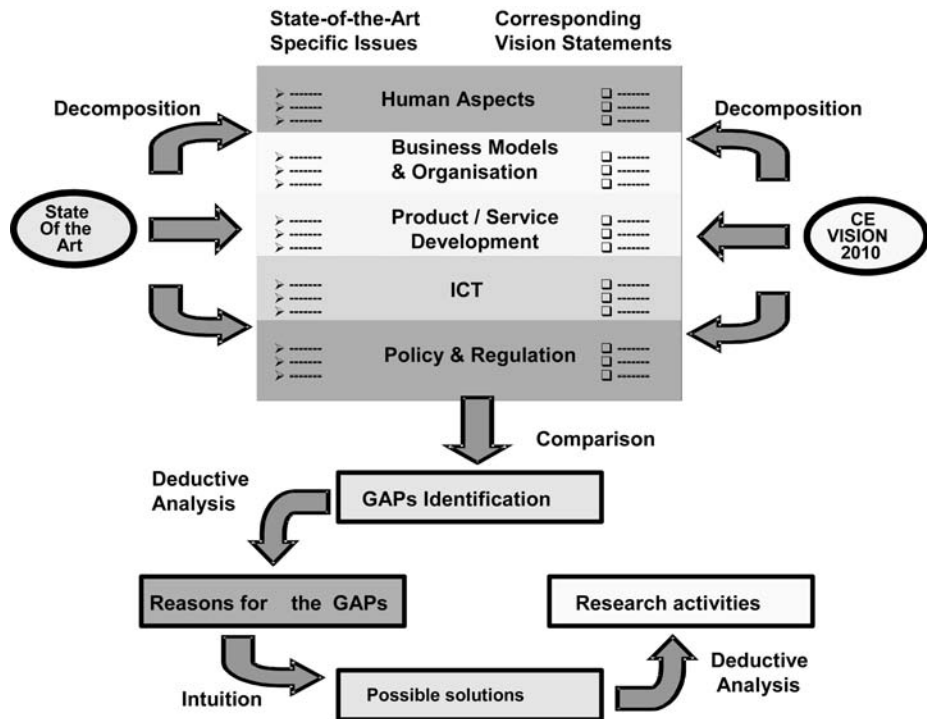 State-of-the-Art
Specific Issues
Corresponding
Vision Statements
Decomposition
Decomposition
Human Aspects
Business Models
& Organisation
State
Of the
Art
Product / Service
Development
CE
VISION
2010
ICT
Policy & Regulation
Comparison
Deductive
Analysis
GAPs Identification
Reasons for the GAPs
Research activities
Intuition
Possible solutions
Deductive
Analysis